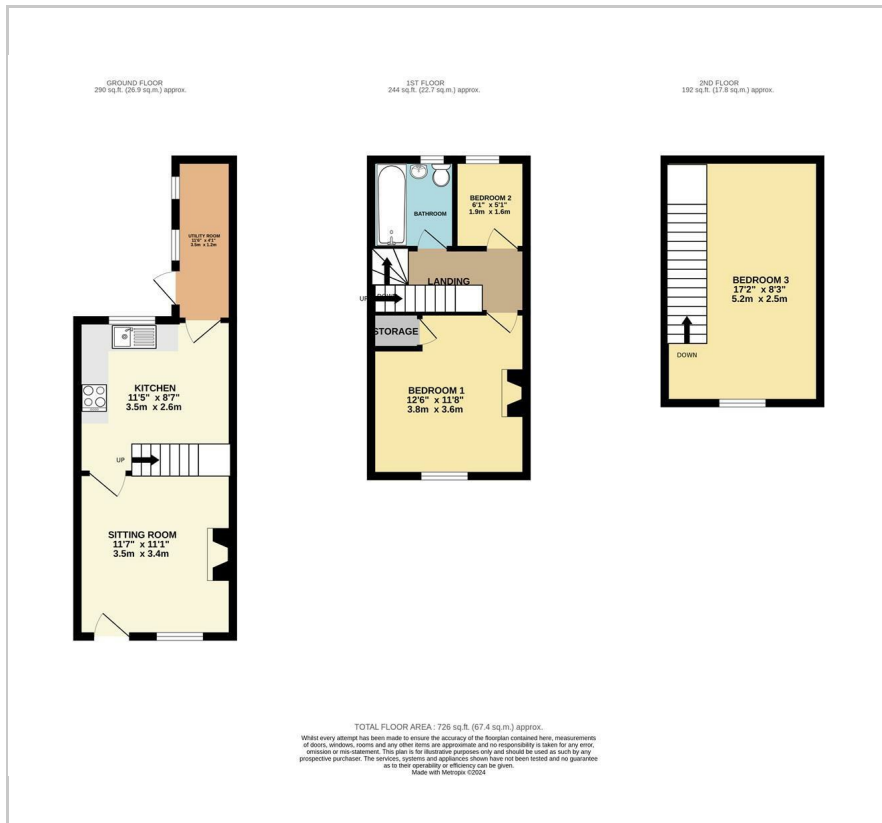 GROUND FLOOR
290 sq.ft. (26.9 sq.m.) approx.
UTILITY ROOM
11'6" x 4'1"
3.5m x 1.2m
KITCHEN
11'5" x 8'7"
3.5m x 2.6m
UP
SITTING ROOM
11'7" x 11'1"
3.5m x 3.4m
1ST FLOOR
244 sq.ft. (22.7 sq.m.) approx.
BATHROOM
BEDROOM 2
6'1" x 5'1"
1.9m x 1.6m
LANDING
UP
STORAGE
BEDROOM 1
12'6" x 11'8"
3.8m x 3.6m
2ND FLOOR
192 sq.ft. (17.8 sq.m.) approx.
BEDROOM 3
17'2" x 8'3"
5.2m x 2.5m
DOWN
TOTAL FLOOR AREA : 726 sq.ft. (67.4 sq.m.) approx.
Whilst every attempt has been made to ensure the accuracy of the floorplan contained here, measurements
of doors, windows, rooms and any other items are approximate and no responsibility is taken for any error,
omission or mis-statement. This plan is for illustrative purposes only and should be used as such by any
prospective purchaser. The services, systems and appliances shown have not been tested and no guarantee
as to their operability or efficiency can be given.
Made with Metropix ©2024